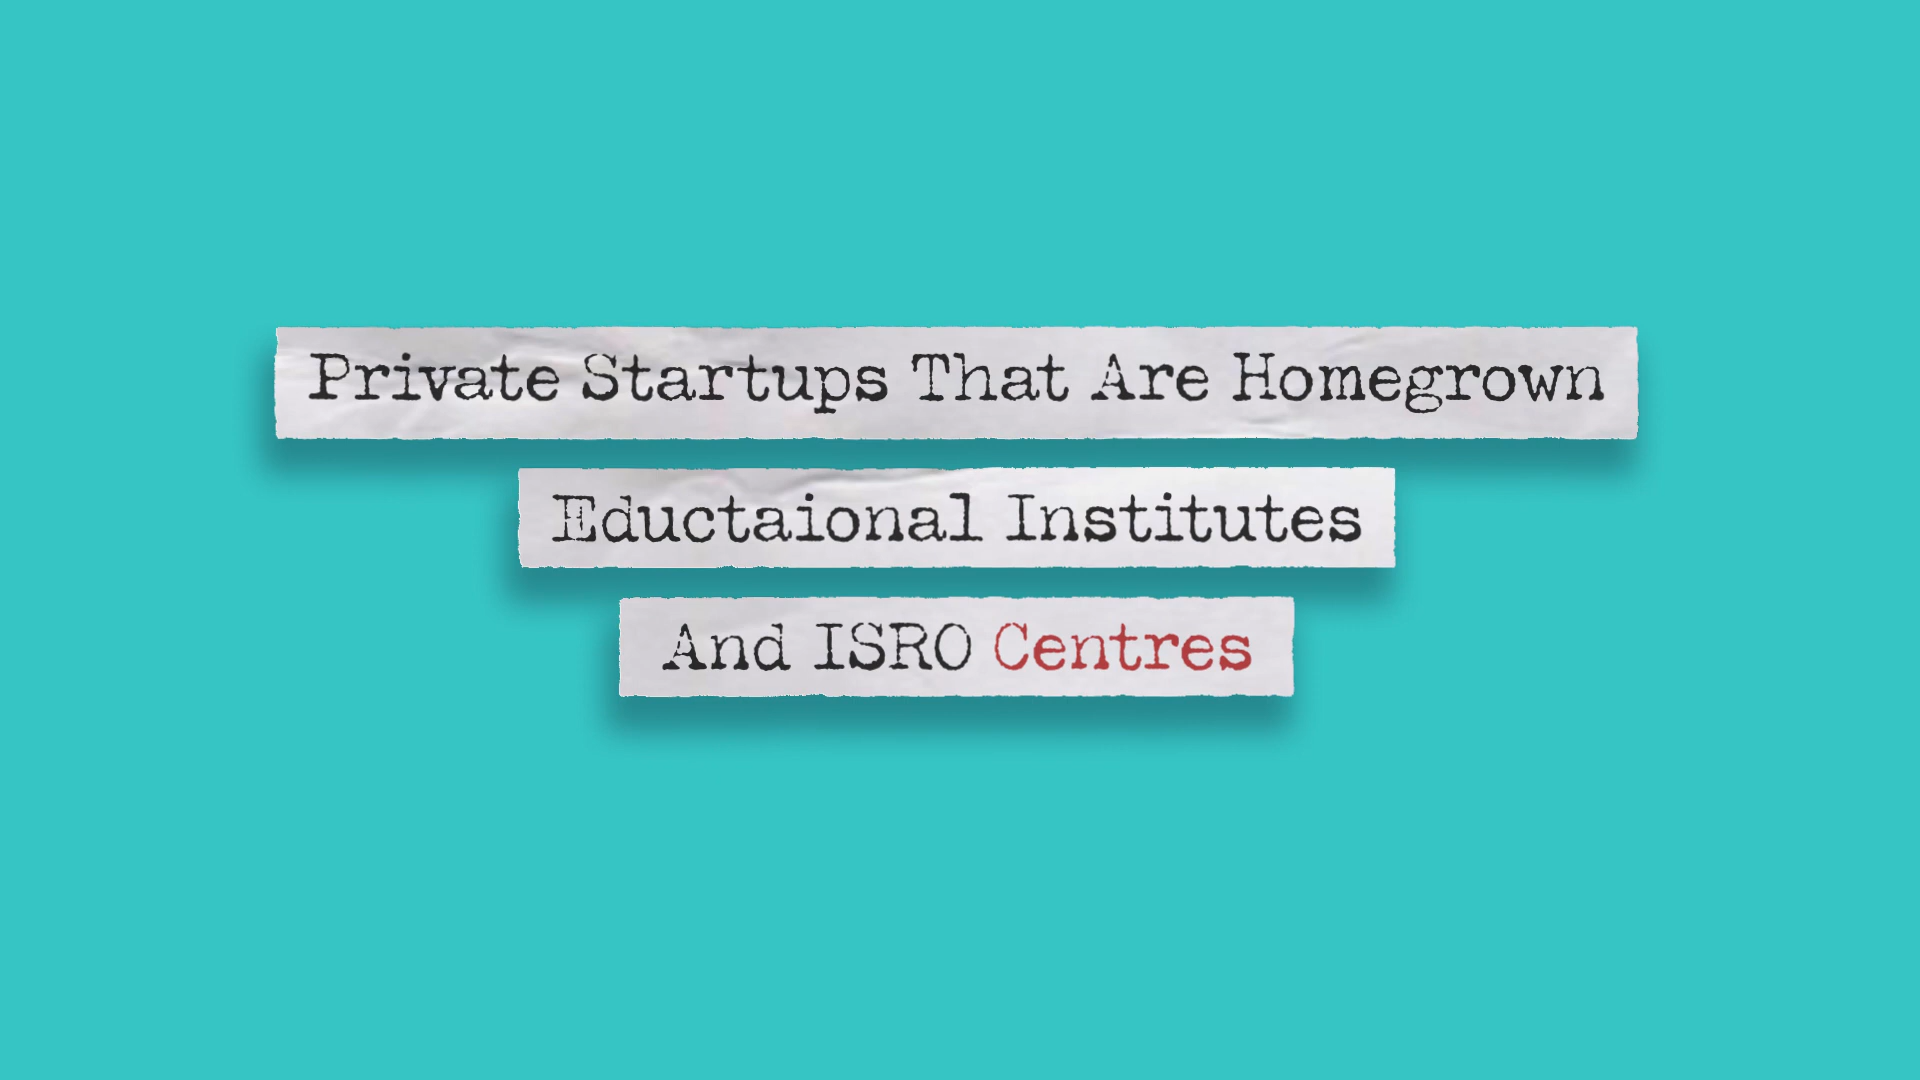 Private Startups That Are Homegrown
Eductaional Institutes
And ISRO Centres